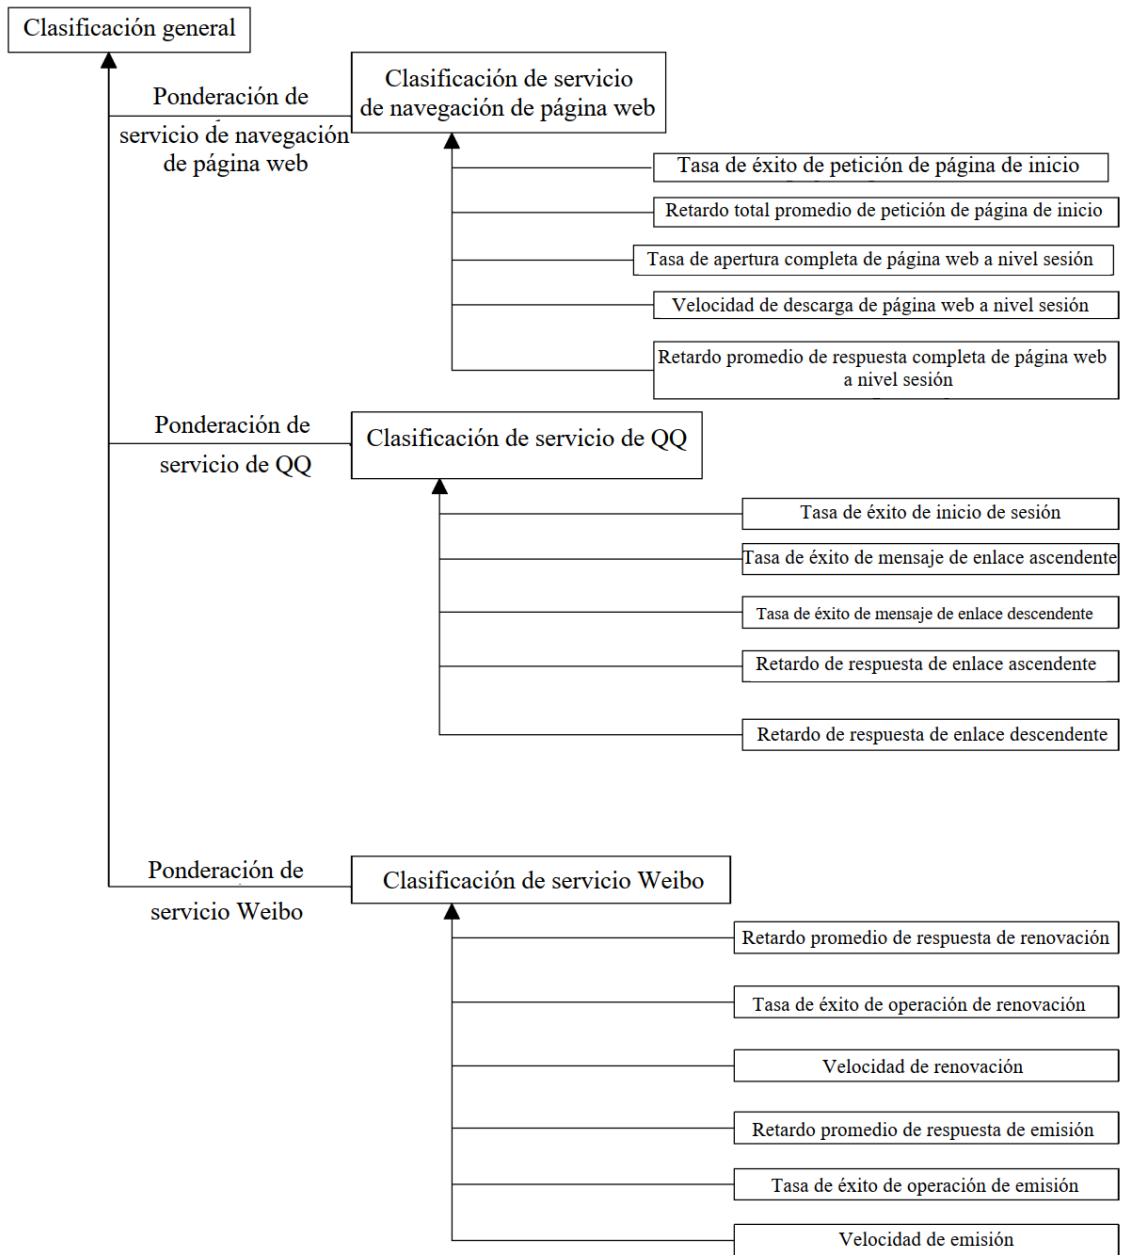 Clasificación general
Ponderación de
servicio de navegación
de página web
Clasificación de servicio
de navegación de página web
Tasa de éxito de petición de página de inicio
Retardo total promedio de petición de página de inicio
Tasa de apertura completa de página web a nivel sesión
Velocidad de descarga de página web a nivel sesión
Retardo promedio de respuesta completa de página web
a nivel sesión
Ponderación de
servicio de QQ
Clasificación de servicio de QQ
Tasa de éxito de inicio de sesión
Tasa de éxito de mensaje de enlace ascendente
Tasa de éxito de mensaje de enlace descendente
Retardo de respuesta de enlace ascendente
Retardo de respuesta de enlace descendente
Ponderación de
servicio Weibo
Clasificación de servicio Weibo
Retardo promedio de respuesta de renovación
Tasa de éxito de operación de renovación
Velocidad de renovación
Retardo promedio de respuesta de emisión
Tasa de éxito de operación de emisión
Velocidad de emisión